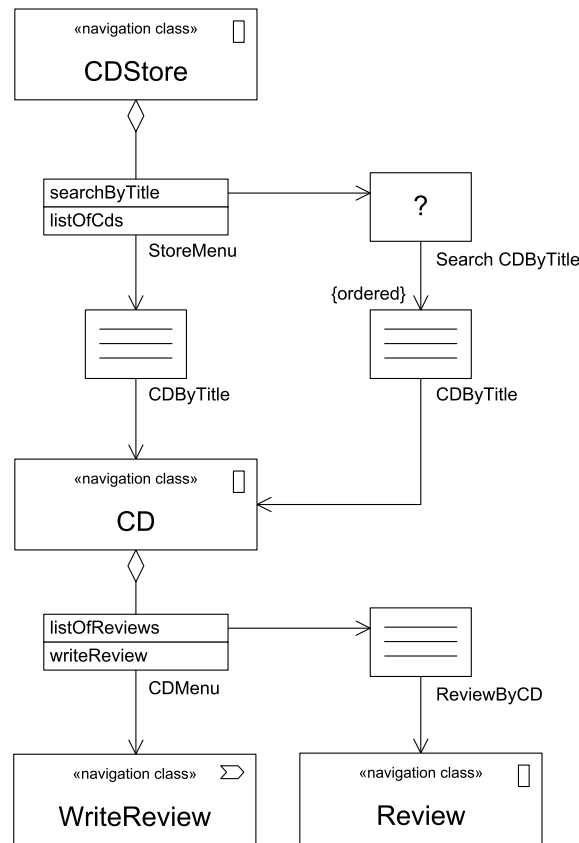 «navigation class»
CDStore
searchByTitle
listOfCds
StoreMenu
?
Search CDByTitle
{ordered}
CDByTitle
CDByTitle
«navigation class»
CD
listOfReviews
writeReview
CDMenu
ReviewByCD
«navigation class»
WriteReview
«navigation class»
Review